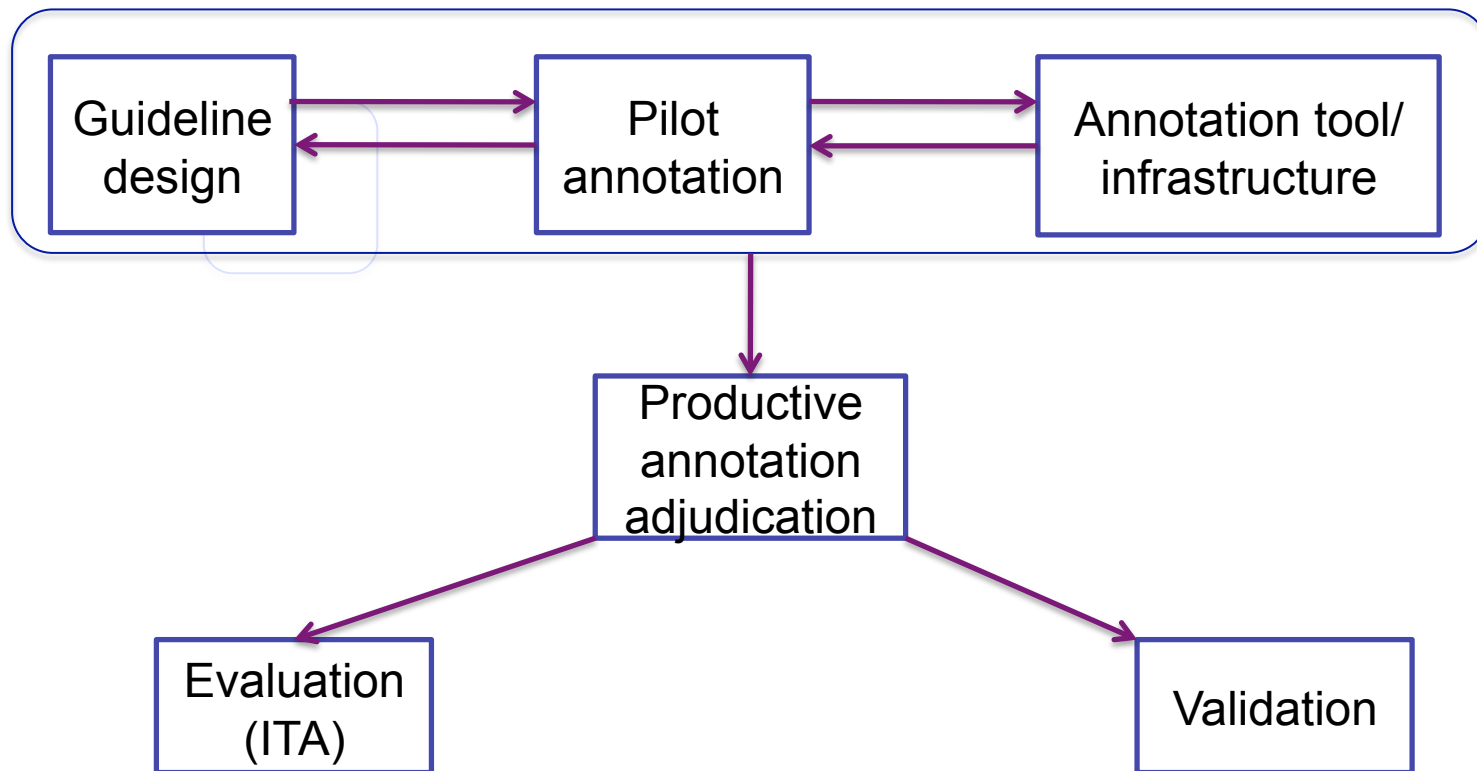 Guideline
design
Pilot
annotation
Annotation tool/
infrastructure
Productive
annotation
adjudication
Evaluation
(ITA)
Validation